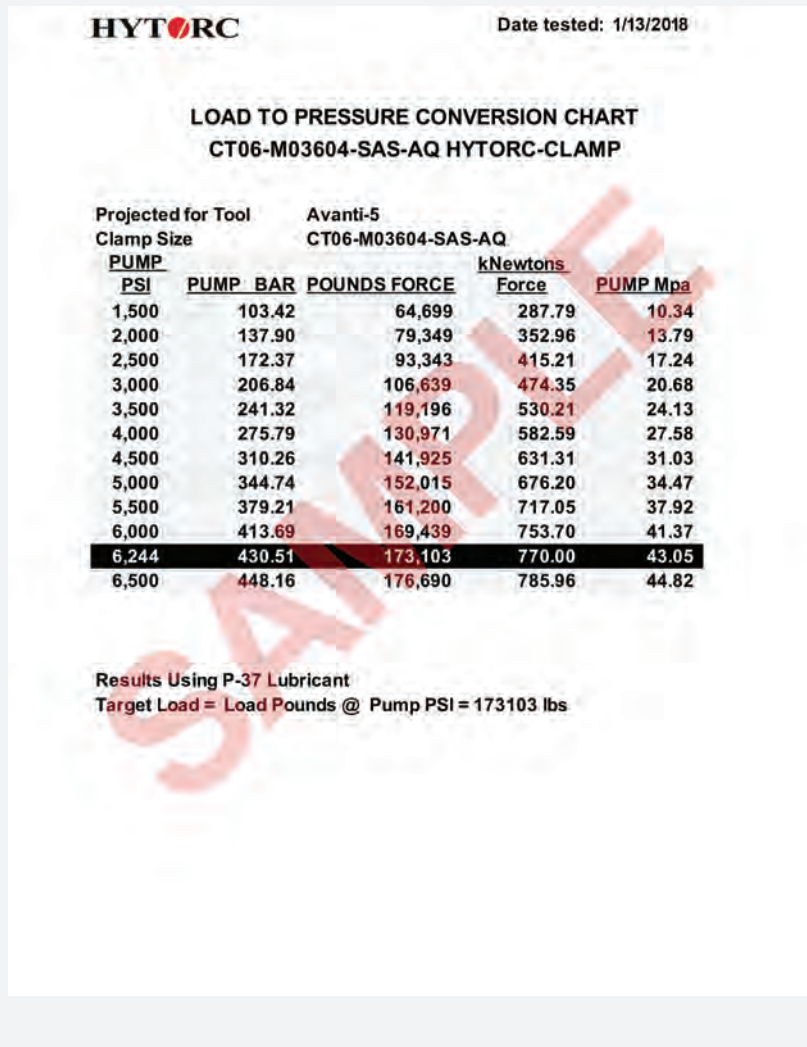 HYTORC
Date tested: 1/13/2018
LOAD TO PRESSURE CONVERSION CHART
CT06-M03604-SAS-AQ HYTORC-CLAMP
Projected for Tool Avanti-5
Clamp Size CT06-M03604-SAS-AQ
PUMP PSI PUMP BAR POUNDS FORCE kNewtons Force PUMP Mpa
1,500 103.42 64,699 287.79 10.34
2,000 137.90 79,349 352.96 13.79
2,500 172.37 93,343 415.21 17.24
3,000 206.84 106,639 474.35 20.68
3,500 241.32 119,196 530.21 24.13
4,000 275.79 130,971 582.59 27.58
4,500 310.26 141,925 631.31 31.03
5,000 344.74 152,015 676.20 34.47
5,500 379.21 161,200 717.05 37.92
6,000 413.69 169,439 753.70 41.37
6,244 430.51 173,103 770.00 43.05
6,500 448.16 176,690 785.96 44.82
Results Using P-37 Lubricant
Target Load = Load Pounds @ Pump PSI = 173103 lbs
SAMPLE